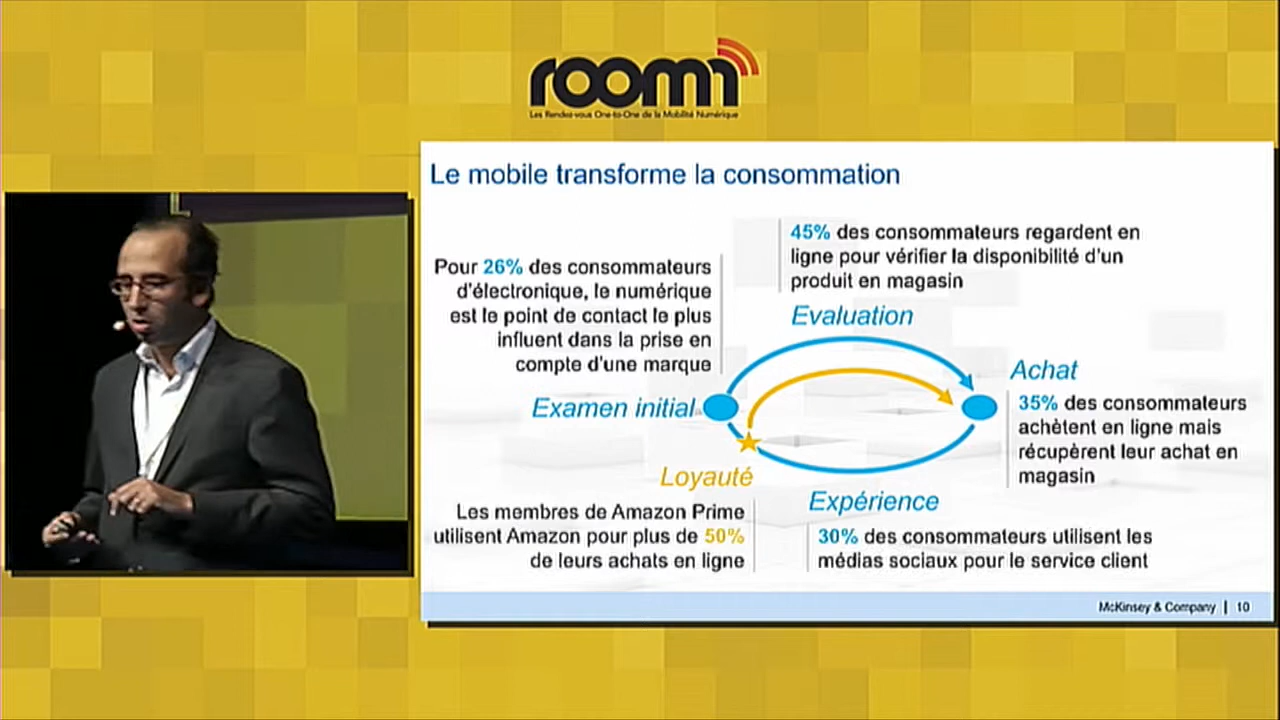 roomn
Les Rendez-vous One-to-One de la Mobilité Numérique
Le mobile transforme la consommation
45% des consommateurs regardent en
ligne pour vérifier la disponibilité d'un
produit en magasin
Pour 26% des consommateurs
d'électronique, le numérique
est le point de contact le plus
influent dans la prise en
compte d'une marque
Evaluation
Achat
35% des consommateurs
achètent en ligne mais
récupèrent leur achat en
magasin
Examen initial
Loyauté
Les membres de Amazon Prime
utilisent Amazon pour plus de 50%
de leurs achats en ligne
Expérience
30% des consommateurs utilisent les
médias sociaux pour le service client
McKinsey & Company | 10